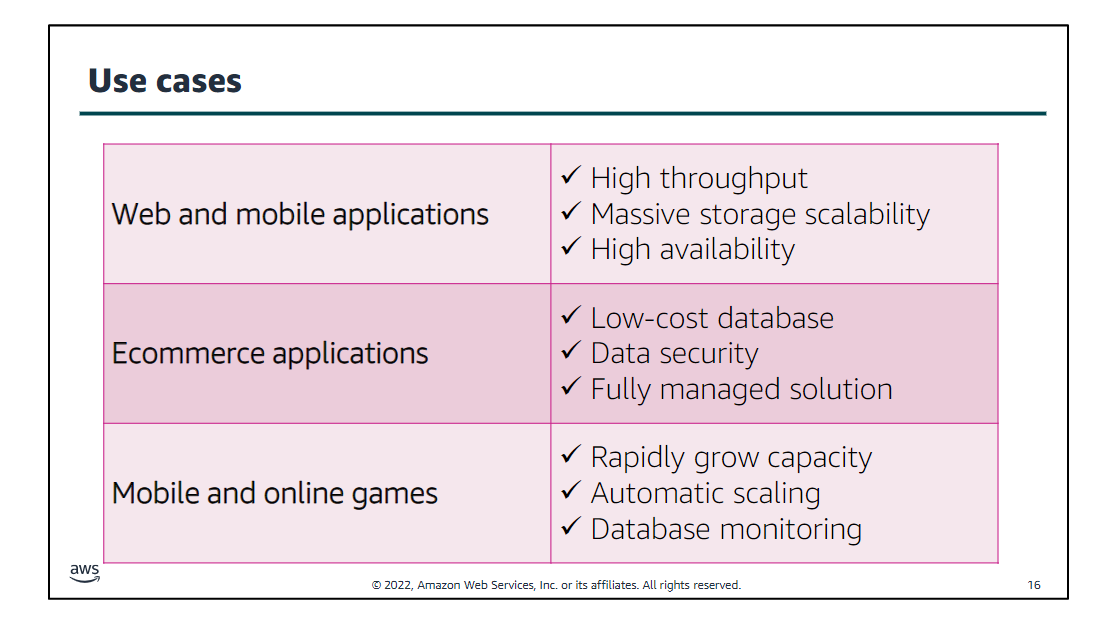 Use cases
Web and mobile applications
✓ High throughput
✓ Massive storage scalability
✓ High availability
Ecommerce applications
✓ Low-cost database
✓ Data security
✓ Fully managed solution
Mobile and online games
✓ Rapidly grow capacity
✓ Automatic scaling
✓ Database monitoring
aws
© 2022, Amazon Web Services, Inc. or its affiliates. All rights reserved.
16